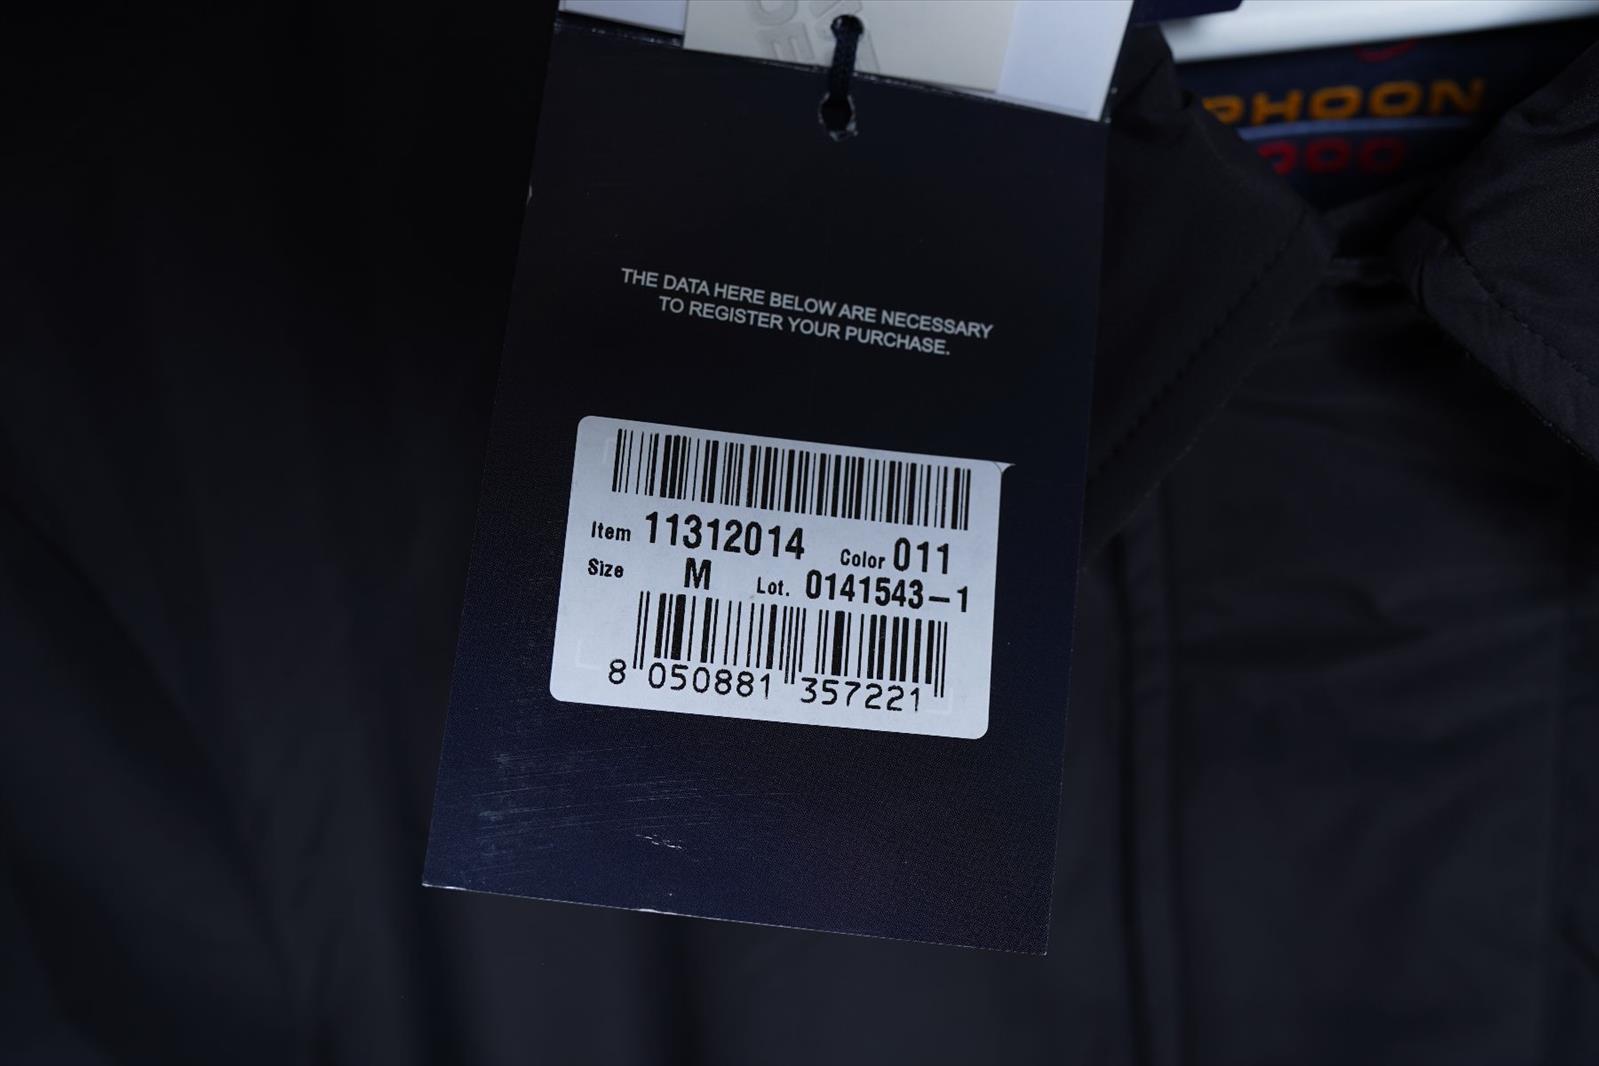 PHOON
000
THE DATA HERE BELOW ARE NECESSARY
TO REGISTER YOUR PURCHASE.
Item 11312014 Color 011
Size M Lot. 0141543-1
8 050881 357221